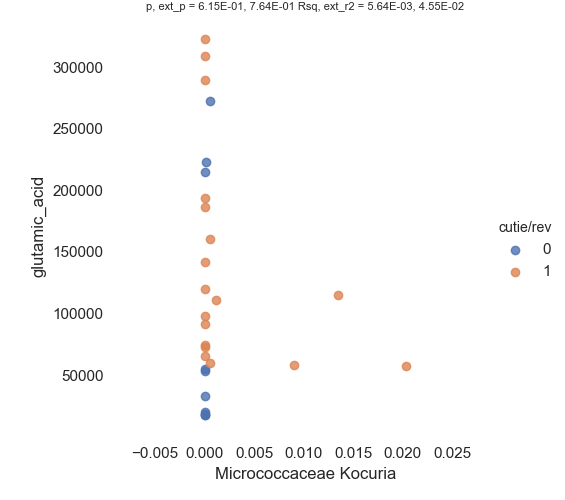 p, ext_p = 6.15E-01, 7.64E-01 Rsq, ext_r2 = 5.64E-03, 4.55E-02
300000
250000
200000
150000
100000
50000
glutamic_acid
−0.005 0.000 0.005 0.010 0.015 0.020 0.025
Micrococcaceae Kocuria
cutie/rev
0
1